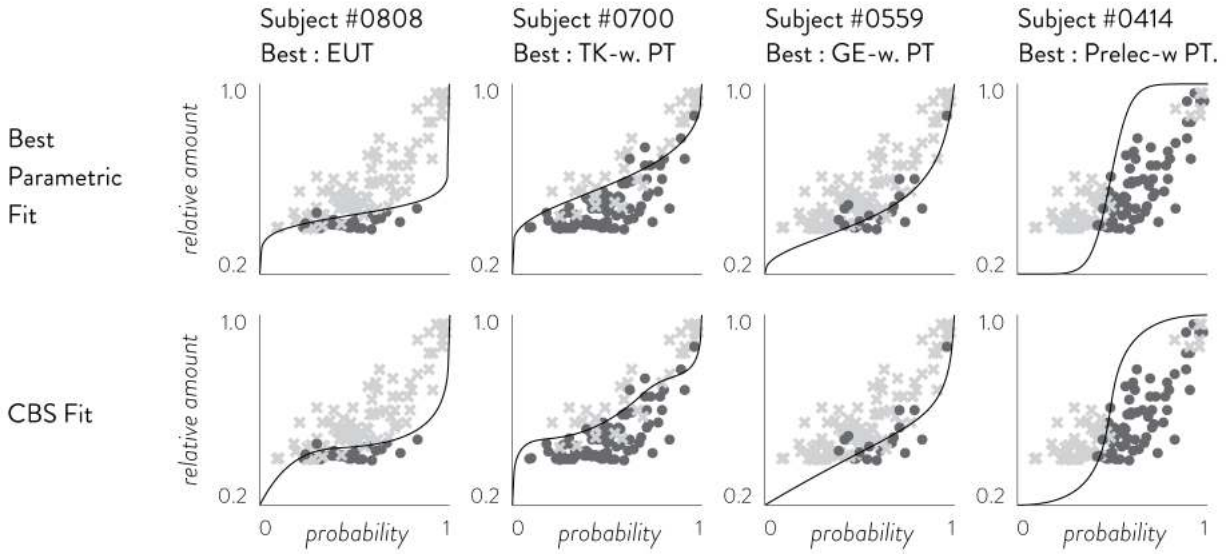 Subject #0808
Best : EUT
Subject #0700
Best : TK-w. PT
Subject #0559
Best : GE-w. PT
Subject #0414
Best : Prelec-w PT.
Best
Parametric
Fit
relative amount
1.0
0.2
1.0
0.2
1.0
0.2
1.0
0.2
CBS Fit
relative amount
1.0
0.2
1.0
0.2
1.0
0.2
1.0
0.2
0 probability 1
0 probability 1
0 probability 1
0 probability 1